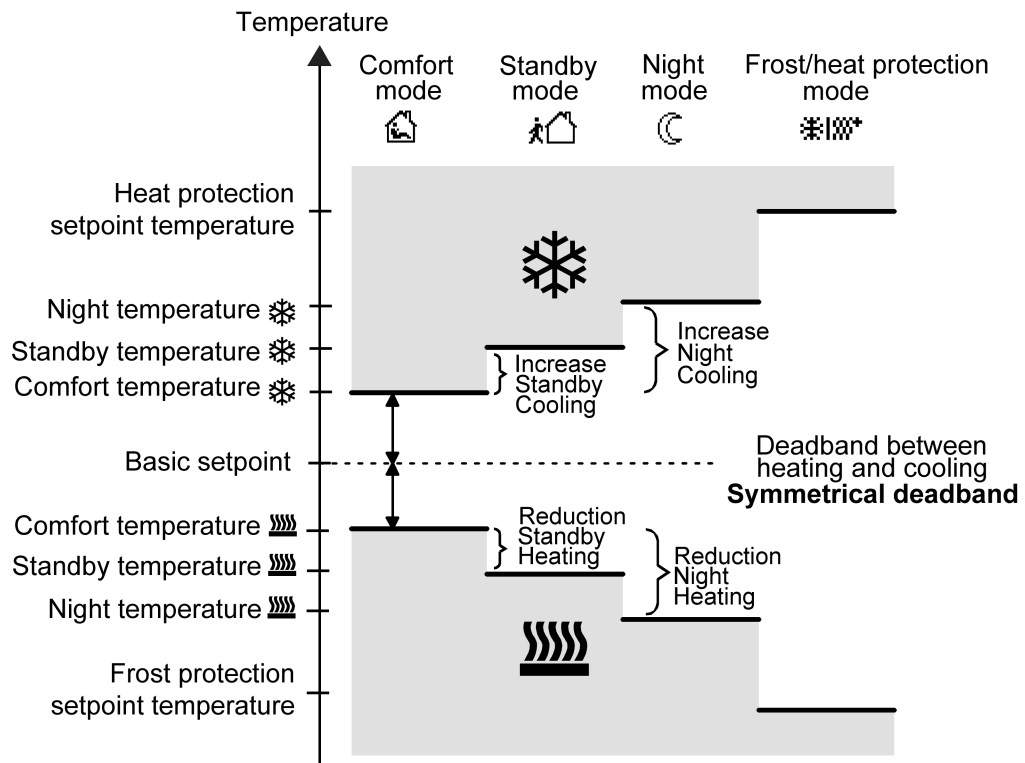 Temperature
Comfort
mode
Standby
mode
Night
mode
Frost/heat protection
mode
Heat protection
setpoint temperature
Night temperature
Standby temperature
Comfort temperature
Increase
Standby
Cooling
Increase
Night
Cooling
Basic setpoint
Deadband between
heating and cooling
Symmetrical deadband
Comfort temperature
Standby temperature
Night temperature
Reduction
Standby
Heating
Reduction
Night
Heating
Frost protection
setpoint temperature